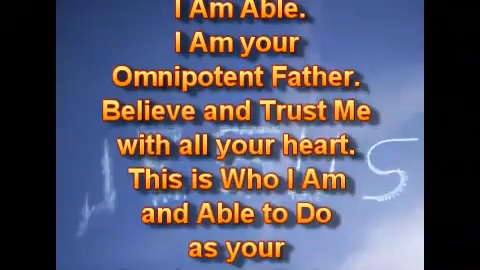 I Am Able.
I Am your
Omnipotent Father.
Believe and Trust Me
with all your heart.
This is Who I Am
and Able to Do
as your
JESUS